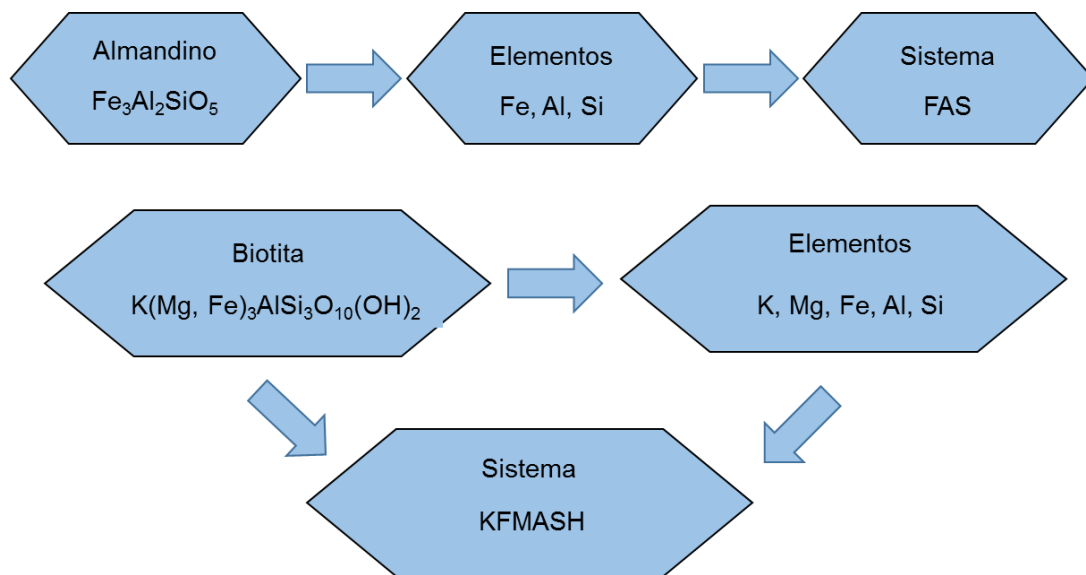 Almandino
Fe₃Al₂SiO₅
Elementos
Fe, Al, Si
Sistema
FAS
Biotita
K(Mg, Fe)₃AlSi₃O₁₀(OH)₂
Elementos
K, Mg, Fe, Al, Si
Sistema
KFMASH